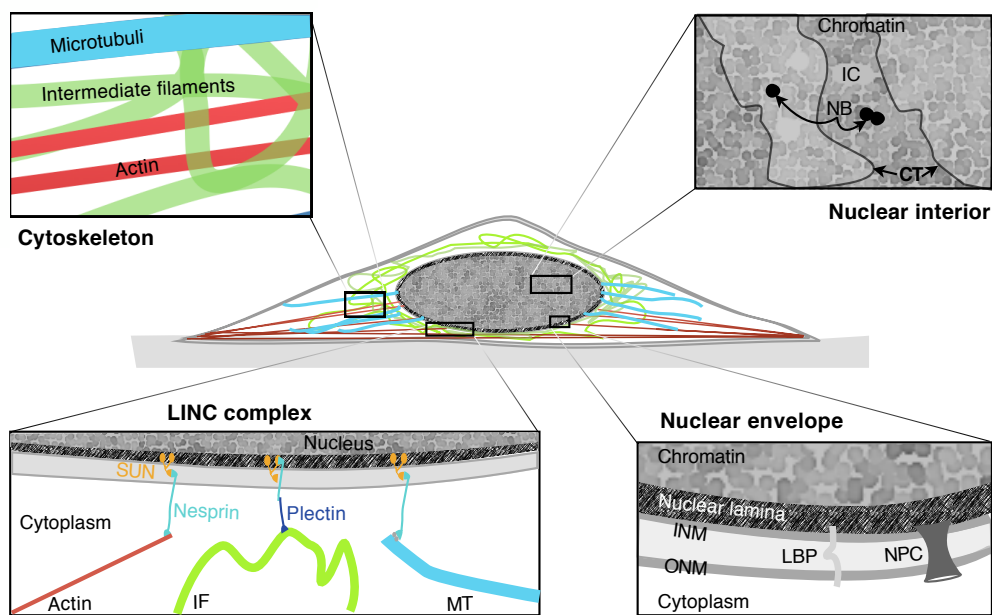 Microtubuli
Intermediate filaments
Actin
Cytoskeleton
Chromatin
IC
NB
CT
Nuclear interior
LINC complex
Nucleus
SUN
Nesprin
Plectin
Cytoplasm
Actin
IF
MT
Nuclear envelope
Chromatin
Nuclear lamina
INM
LBP
NPC
ONM
Cytoplasm